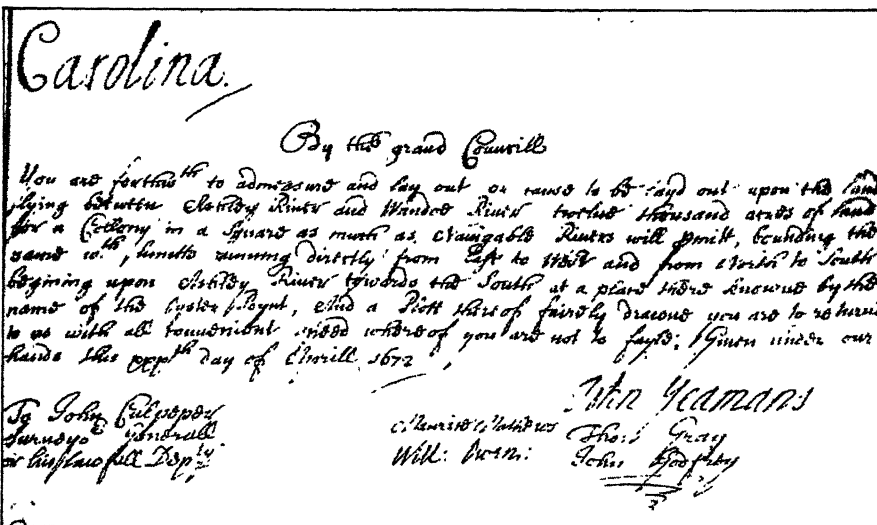 Carolina.
By the grand Councill
You are forthwth to admeasure and lay out or cause to be layd out upon the land
lying between Ashley River and Wandoe River twelve thousand acres of land
for a Collony in a Square as much as Navigable Rivers will pmitt, bounding the
same wth lines running directly from East to West and from North to South
begining upon Ashley River towards the South at a place there knowne by the
name of the Oyster poynt, And a Plott thereof fairely drawne you are to returne
to us with all convenient speed whereof you are not to fayle; Given under our
hands this day of Aprill 1672
To John Culpeper John Yeamans
Surveyor Generall Maurice Mathews Tho: Gray
or his lawfull Depty Will: Owen: John Godfrey